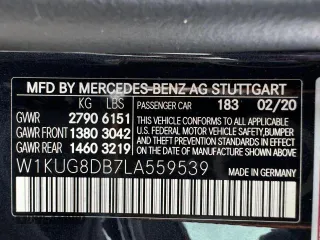 MFD BY MERCEDES-BENZ AG STUTTGART
KG LBS PASSENGER CAR 183 02/20
GVWR 2790 6151 THIS VEHICLE CONFORMS TO ALL APPLICABLE
GAWR FRONT 1380 3042 U.S. FEDERAL MOTOR VEHICLE SAFETY, BUMPER,
GAWR REAR 1460 3219 AND THEFT PREVENTION STANDARDS IN EFFECT
ON THE DATE OF MANUFACTURE SHOWN ABOVE.
W1KUG8DB7LA559539 MADE IN GERMANY